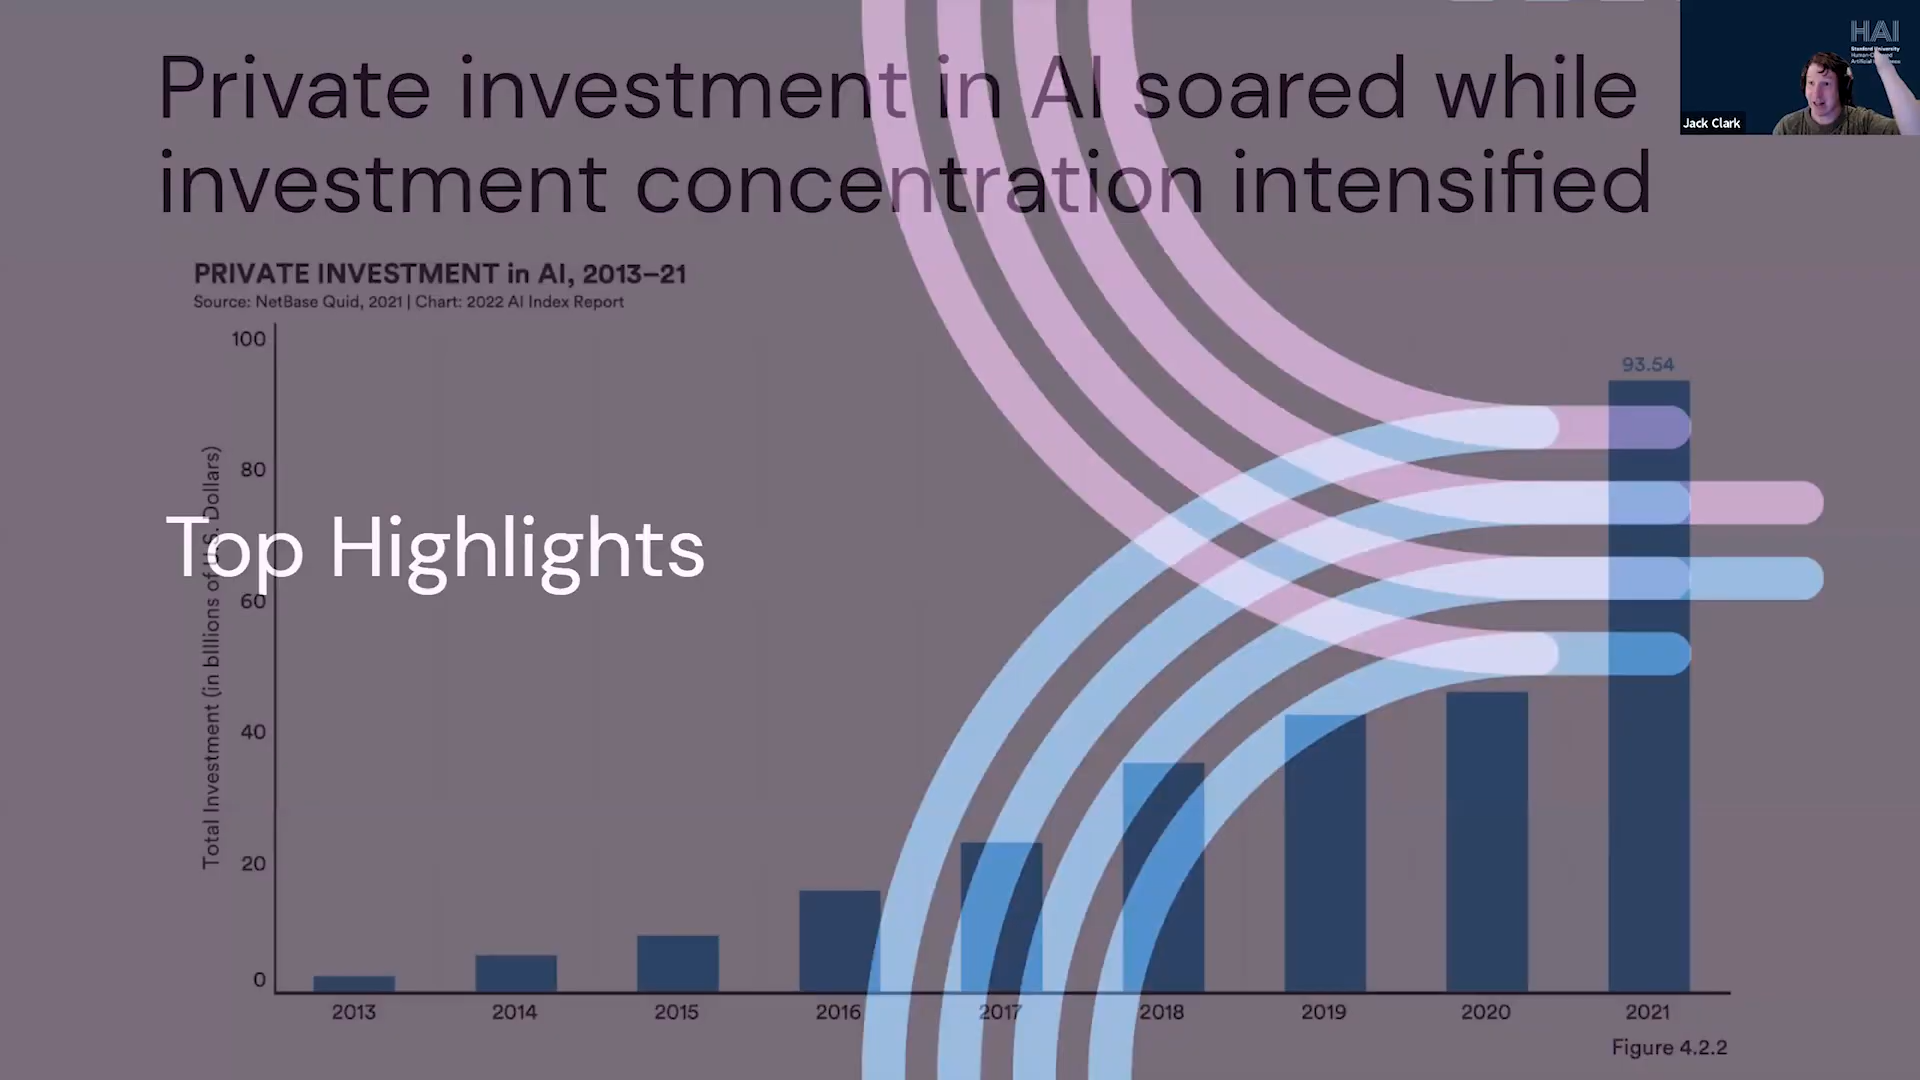 Private investment in AI soared while
investment concentration intensified
HAI
Stanford University
Jack Clark
PRIVATE INVESTMENT in AI, 2013–21
Source: NetBase Quid, 2021 | Chart: 2022 AI Index Report
Total Investment (in billions of U.S. Dollars)
100
80
60
40
20
0
93.54
Top Highlights
2013 2014 2015 2016 2017 2018 2019 2020 2021
Figure 4.2.2